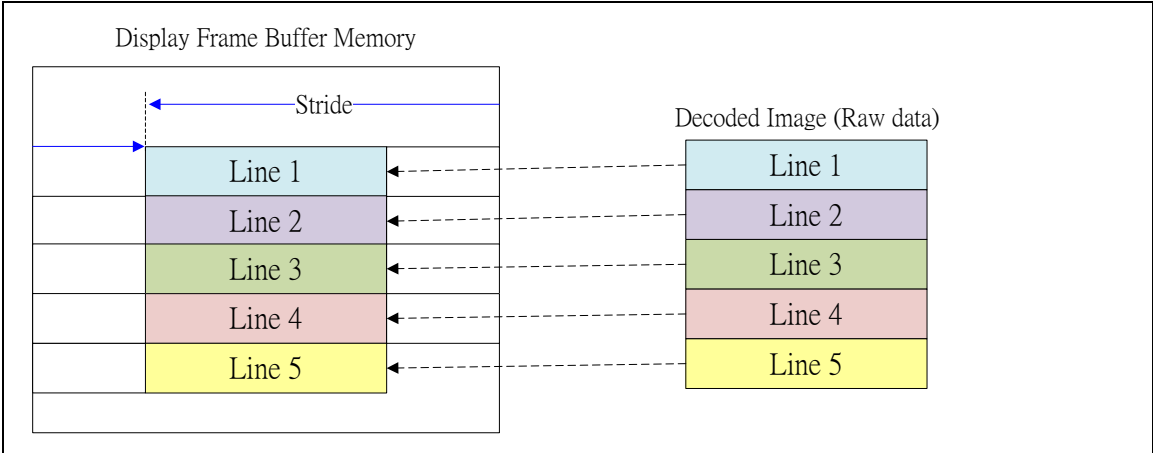 Display Frame Buffer Memory
Stride
Line 1
Line 2
Line 3
Line 4
Line 5
Decoded Image (Raw data)
Line 1
Line 2
Line 3
Line 4
Line 5